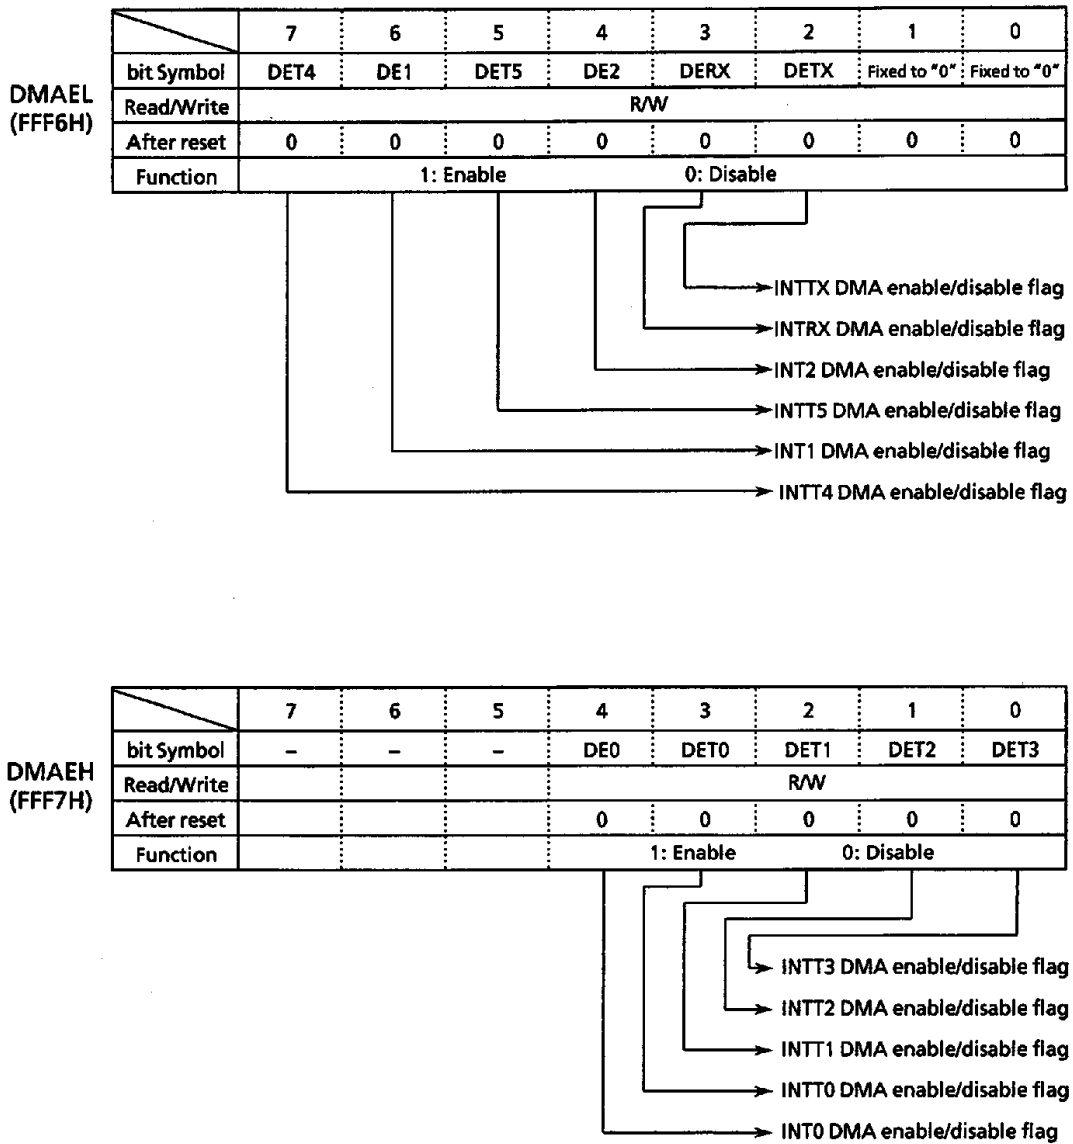 7 6 5 4 3 2 1 0
bit Symbol DET4 DE1 DET5 DE2 DERX DETX Fixed to "0" Fixed to "0"
DMAEL
(FFF6H)
Read/Write R/W
After reset 0 0 0 0 0 0 0 0
Function 1: Enable 0: Disable
INTTX DMA enable/disable flag
INTRX DMA enable/disable flag
INT2 DMA enable/disable flag
INTT5 DMA enable/disable flag
INT1 DMA enable/disable flag
INTT4 DMA enable/disable flag
7 6 5 4 3 2 1 0
bit Symbol – – – DE0 DET0 DET1 DET2 DET3
DMAEH
(FFF7H)
Read/Write R/W
After reset 0 0 0 0 0
Function 1: Enable 0: Disable
INTT3 DMA enable/disable flag
INTT2 DMA enable/disable flag
INTT1 DMA enable/disable flag
INTT0 DMA enable/disable flag
INT0 DMA enable/disable flag